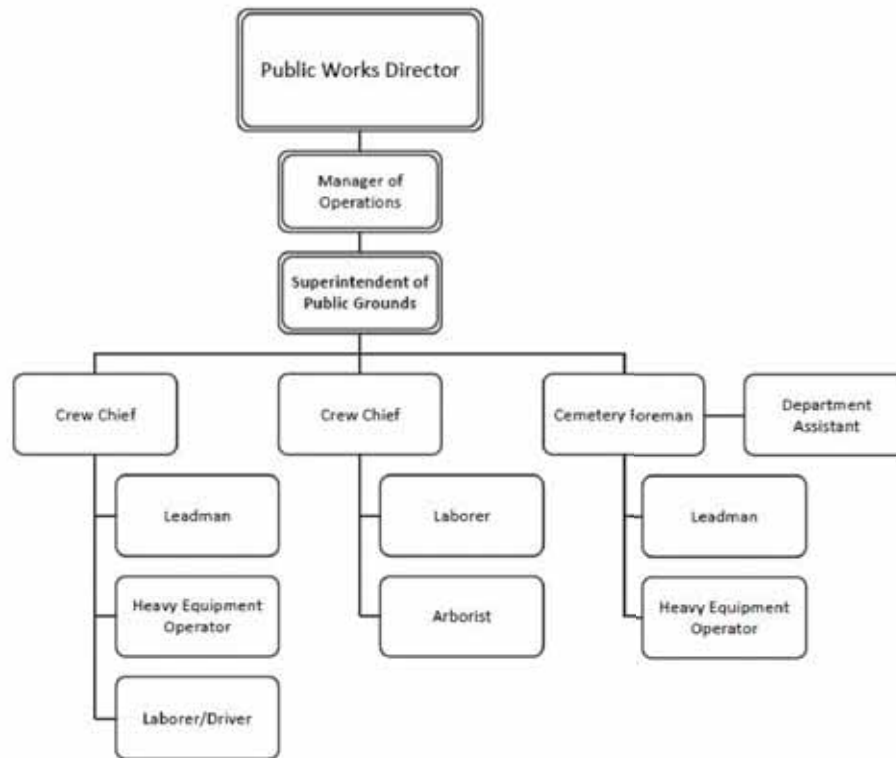 Public Works Director
Manager of
Operations
Superintendent of
Public Grounds
Crew Chief
Crew Chief
Cemetery foreman
Department
Assistant
Leadman
Laborer
Leadman
Heavy Equipment
Operator
Arborist
Heavy Equipment
Operator
Laborer/Driver